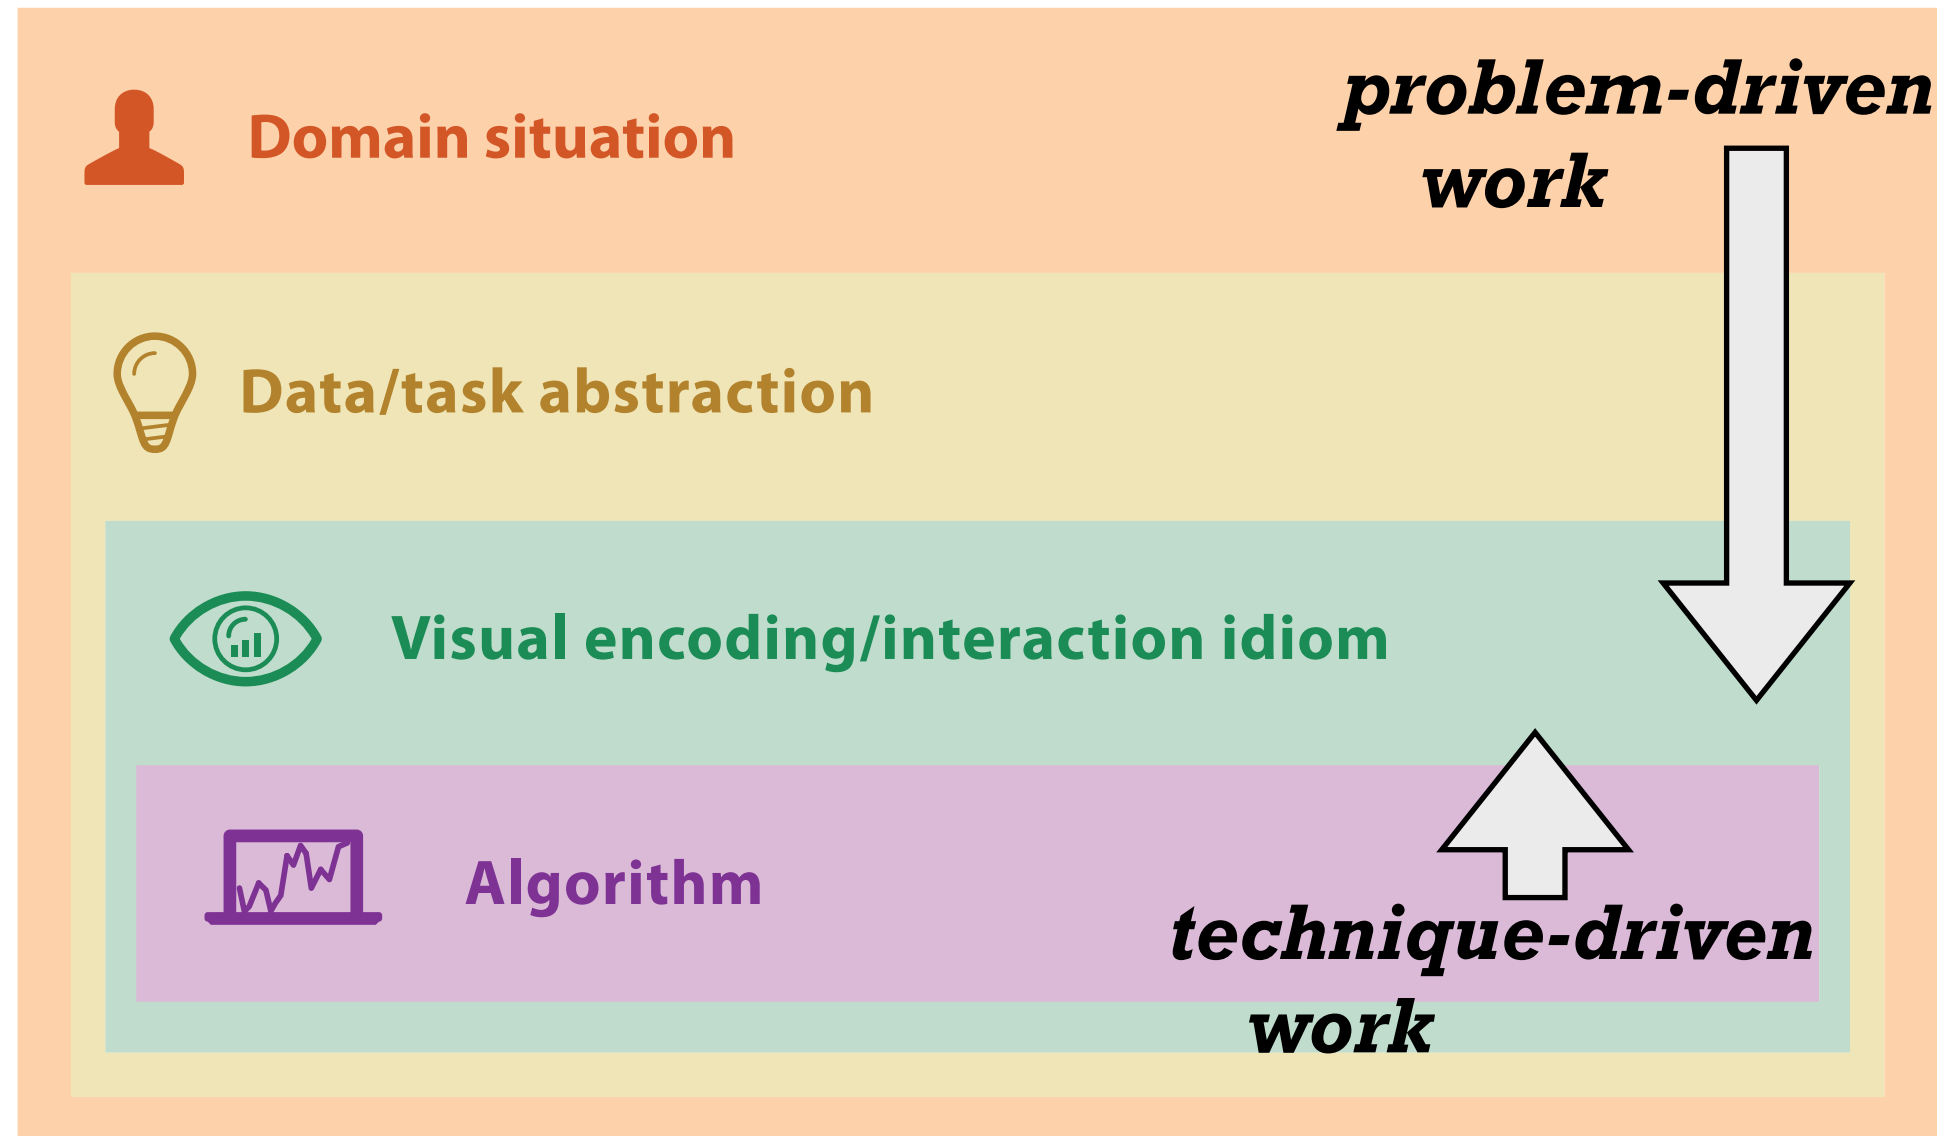 problem-driven
work
Domain situation
Data/task abstraction
Visual encoding/interaction idiom
Algorithm
technique-driven
work